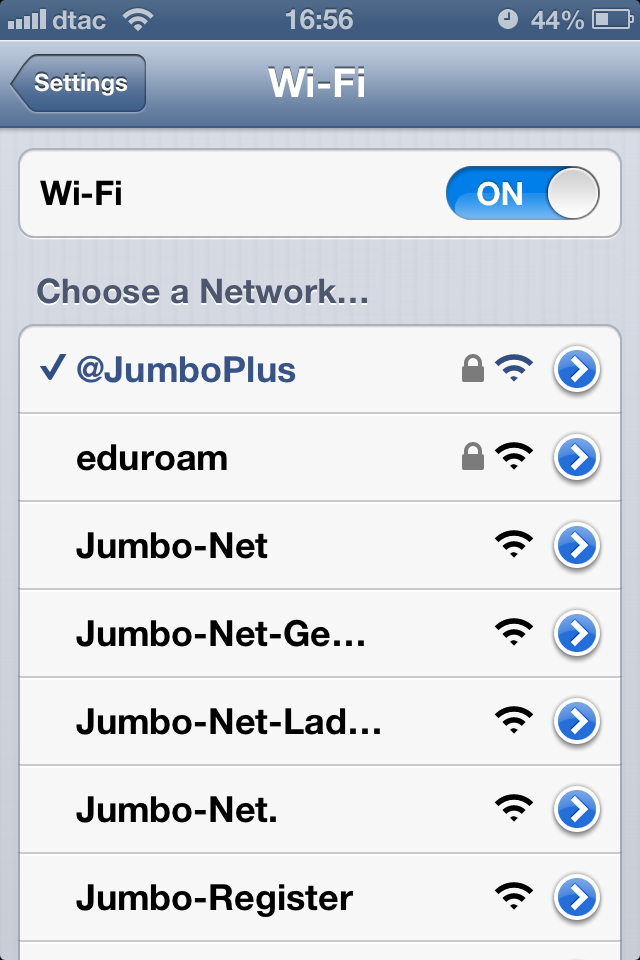 dtac 16:56 44%
Settings Wi-Fi
Wi-Fi ON
Choose a Network...
@JumboPlus
eduroam
Jumbo-Net
Jumbo-Net-Ge...
Jumbo-Net-Lad...
Jumbo-Net.
Jumbo-Register